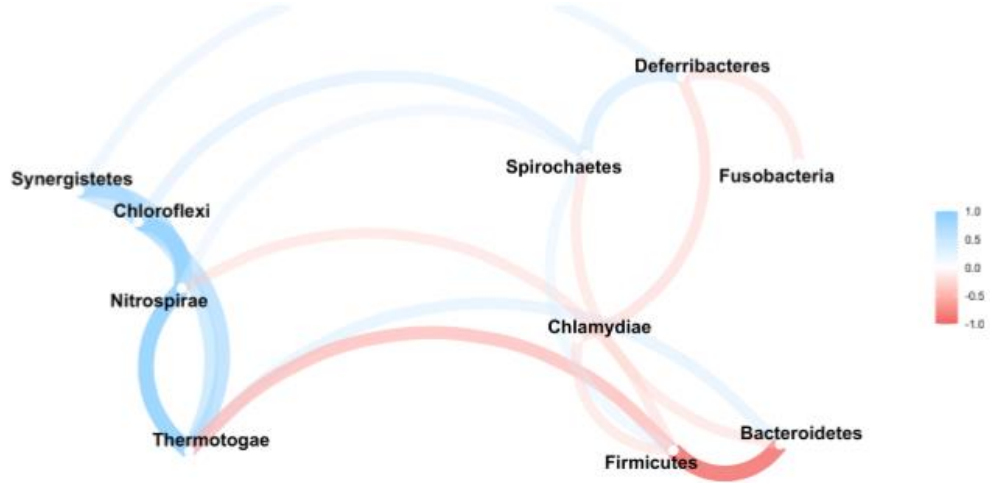 Deferribacteres
Spirochaetes
Fusobacteria
Synergistetes
Chloroflexi
Nitrospirae
Chlamydiae
Thermotogae
Bacteroidetes
Firmicutes
1.0
0.5
0.0
-0.5
-1.0